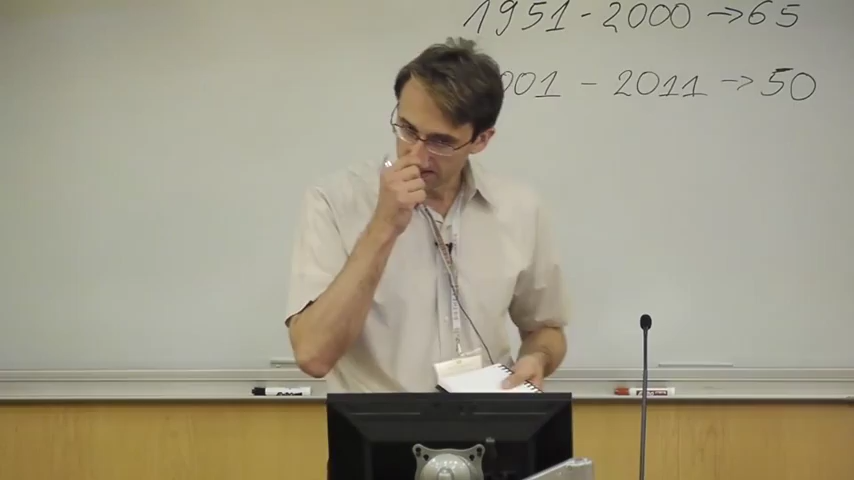 1951 - 2000 → 65
001 - 2011 → 50